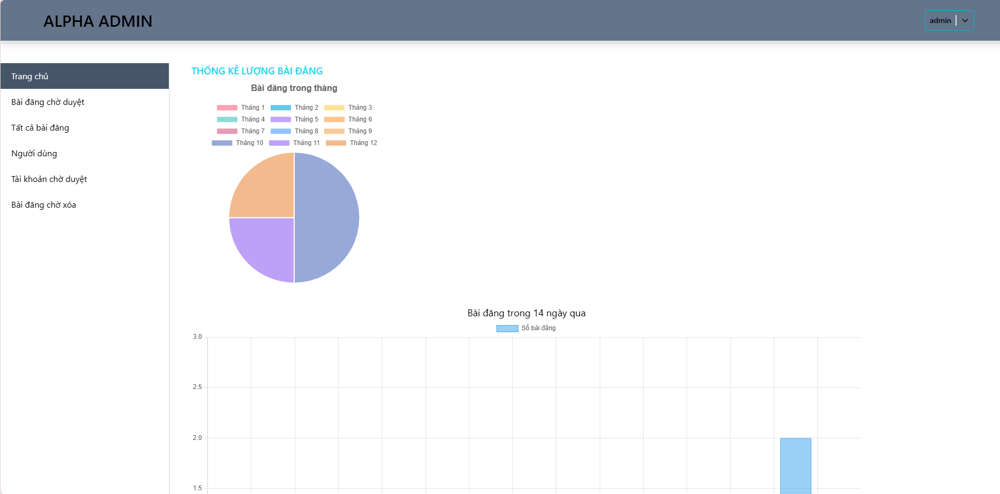 ALPHA ADMIN
admin
Trang chủ
Bài đăng chờ duyệt
Tất cả bài đăng
Người dùng
Tài khoản chờ duyệt
Bài đăng chờ xóa
THỐNG KÊ LƯỢNG BÀI ĐĂNG
Bài đăng trong tháng
Tháng 1 Tháng 2 Tháng 3
Tháng 4 Tháng 5 Tháng 6
Tháng 7 Tháng 8 Tháng 9
Tháng 10 Tháng 11 Tháng 12
Bài đăng trong 14 ngày qua
Số bài đăng
3.0
2.5
2.0
1.5